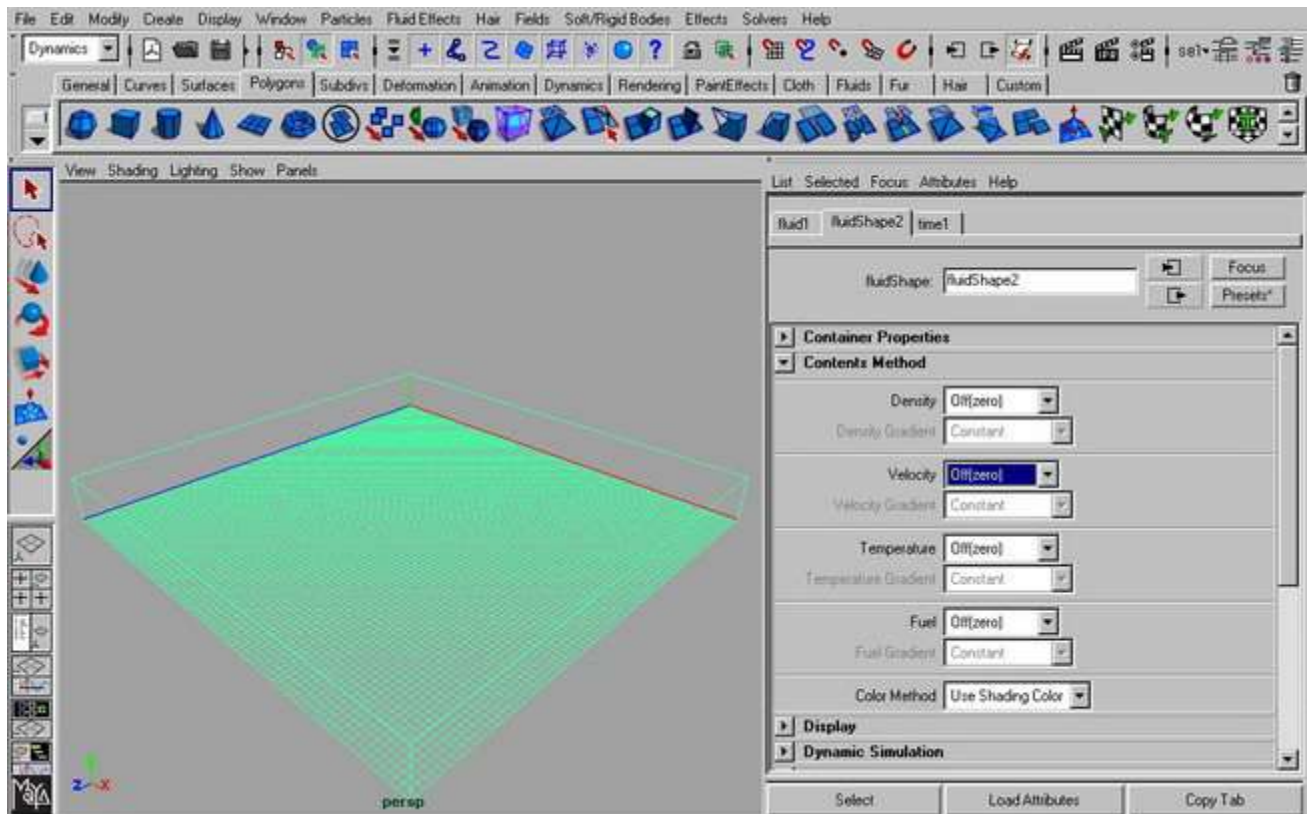 File Edit Modify Create Display Window Particles Fluid Effects Hair Fields Soft/Rigid Bodies Effects Solvers Help
Dynamics sel
General Curves Surfaces Polygons Subdivs Deformation Animation Dynamics Rendering PaintEffects Cloth Fluids Fur Hair Custom
View Shading Lighting Show Panels
List Selected Focus Attributes Help
fluid1 fluidShape2 time1
fluidShape: fluidShape2 Focus
Presets*
Container Properties
Contents Method
Density Off(zero)
Density Gradient Constant
Velocity Off(zero)
Velocity Gradient Constant
Temperature Off(zero)
Temperature Gradient Constant
Fuel Off(zero)
Fuel Gradient Constant
Color Method Use Shading Color
Display
Dynamic Simulation
z x
persp
Select Load Attributes Copy Tab
MAYA